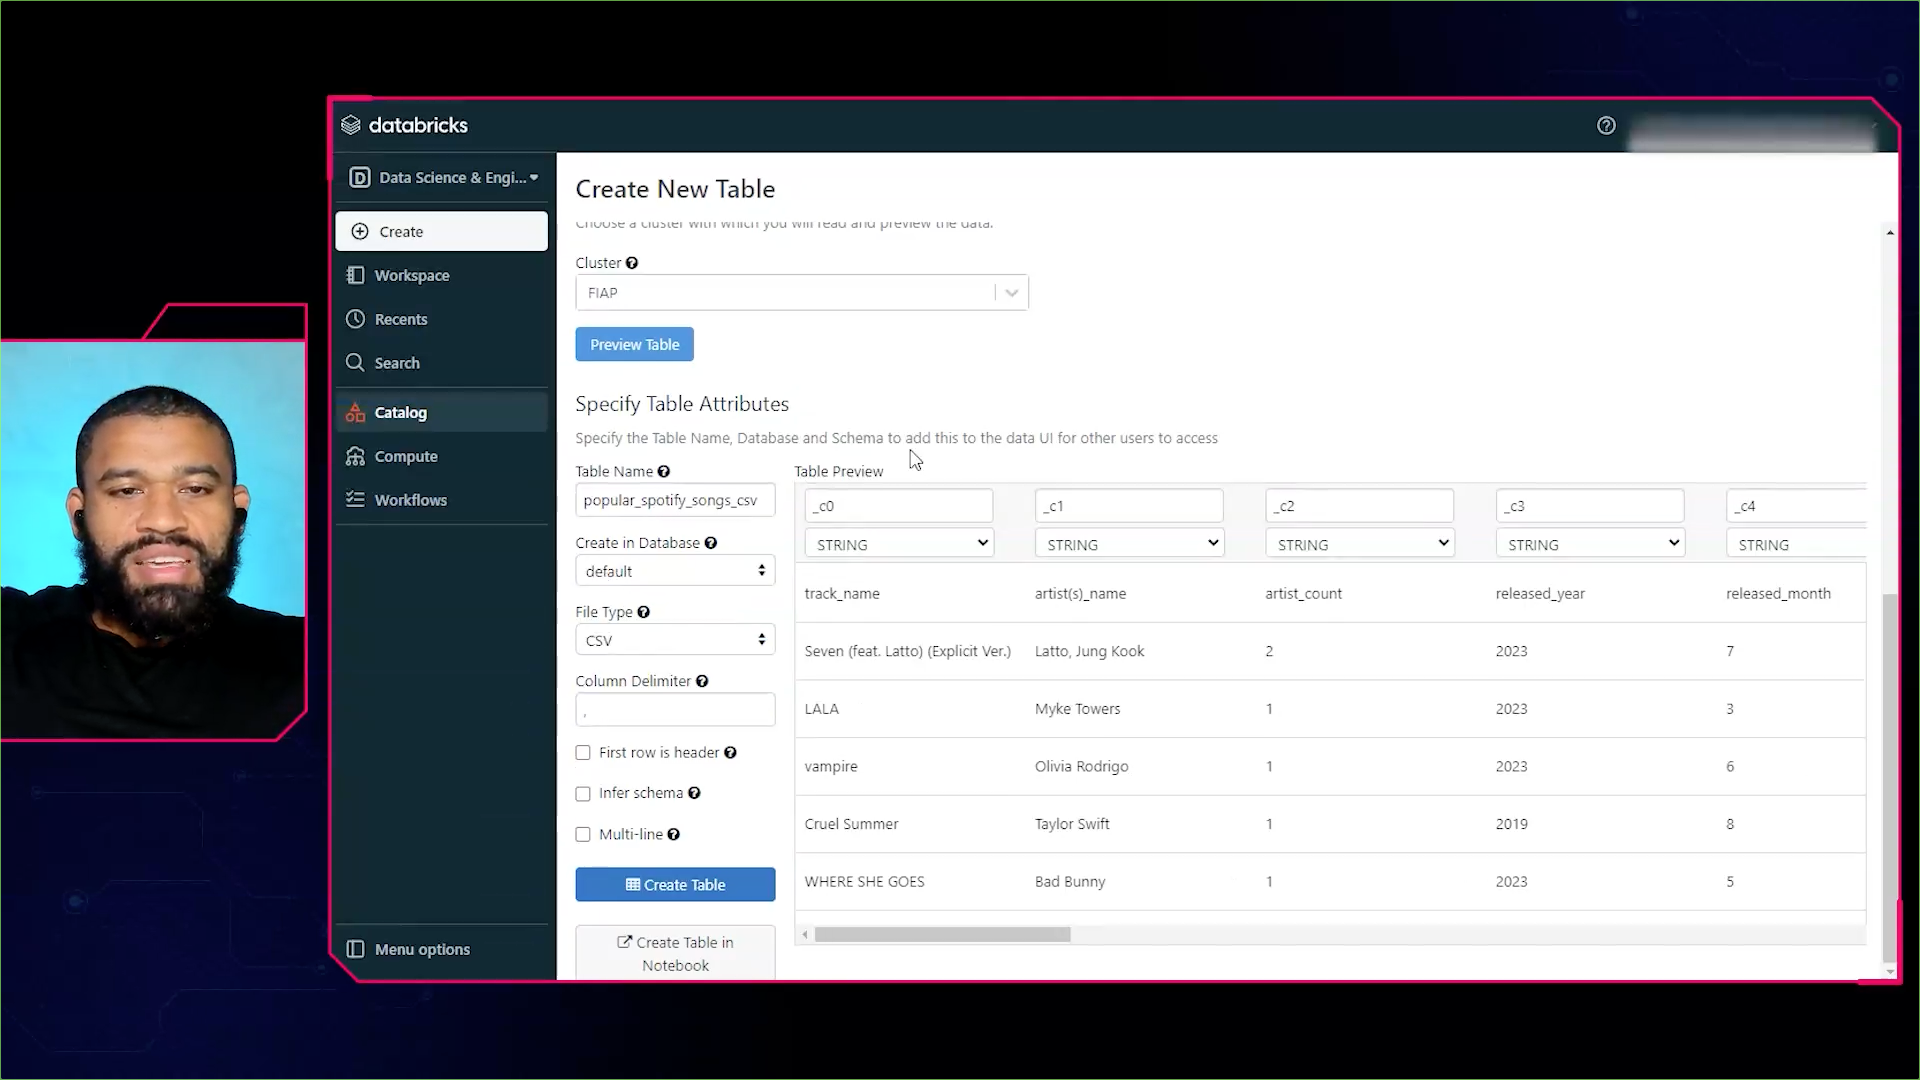 databricks
Data Science & Engi...
Create
Workspace
Recents
Search
Catalog
Compute
Workflows
Menu options
Create New Table
Choose a cluster with which you will read and preview the data.
Cluster
FIAP
Preview Table
Specify Table Attributes
Specify the Table Name, Database and Schema to add this to the data UI for other users to access
Table Name
popular_spotify_songs_csv
Create in Database
default
File Type
CSV
Column Delimiter
,
First row is header
Infer schema
Multi-line
Create Table
Create Table in
Notebook
Table Preview
_c0 _c1 _c2 _c3 _c4
STRING STRING STRING STRING STRING
track_name artist(s)_name artist_count released_year released_month
Seven (feat. Latto) (Explicit Ver.) Latto, Jung Kook 2 2023 7
LALA Myke Towers 1 2023 3
vampire Olivia Rodrigo 1 2023 6
Cruel Summer Taylor Swift 1 2019 8
WHERE SHE GOES Bad Bunny 1 2023 5